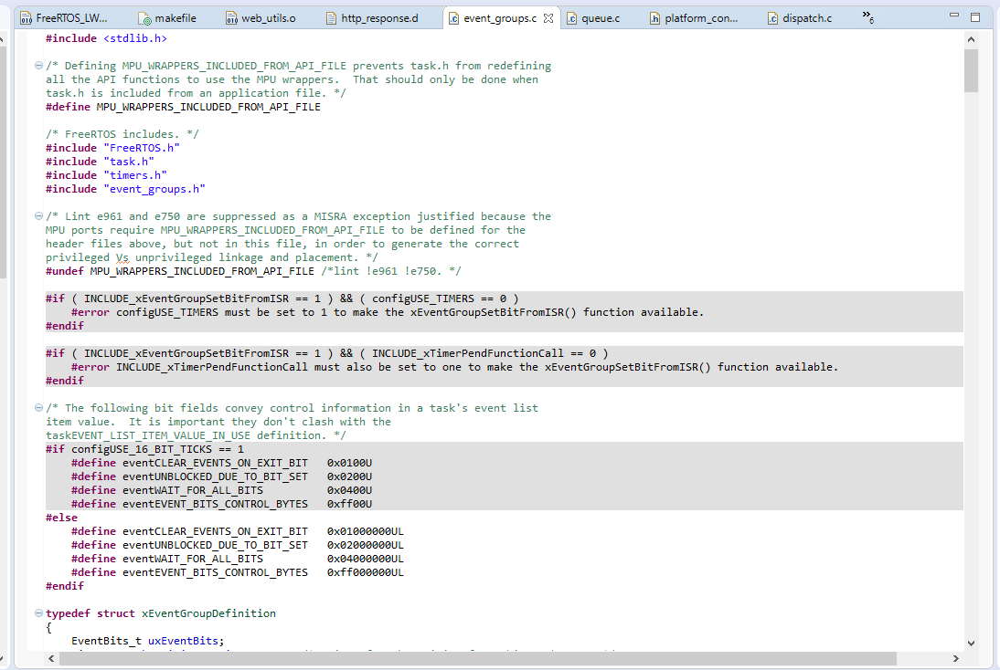 FreeRTOS_LW... makefile web_utils.o http_response.d event_groups.c queue.c platform_con... dispatch.c »6
#include <stdlib.h>
/* Defining MPU_WRAPPERS_INCLUDED_FROM_API_FILE prevents task.h from redefining
all the API functions to use the MPU wrappers.  That should only be done when
task.h is included from an application file. */
#define MPU_WRAPPERS_INCLUDED_FROM_API_FILE
/* FreeRTOS includes. */
#include "FreeRTOS.h"
#include "task.h"
#include "timers.h"
#include "event_groups.h"
/* Lint e961 and e750 are suppressed as a MISRA exception justified because the
MPU ports require MPU_WRAPPERS_INCLUDED_FROM_API_FILE to be defined for the
header files above, but not in this file, in order to generate the correct
privileged Vs unprivileged linkage and placement. */
#undef MPU_WRAPPERS_INCLUDED_FROM_API_FILE /*lint !e961 !e750. */
#if ( INCLUDE_xEventGroupSetBitFromISR == 1 ) && ( configUSE_TIMERS == 0 )
    #error configUSE_TIMERS must be set to 1 to make the xEventGroupSetBitFromISR() function available.
#endif
#if ( INCLUDE_xEventGroupSetBitFromISR == 1 ) && ( INCLUDE_xTimerPendFunctionCall == 0 )
    #error INCLUDE_xTimerPendFunctionCall must also be set to one to make the xEventGroupSetBitFromISR() function available.
#endif
/* The following bit fields convey control information in a task's event list
item value.  It is important they don't clash with the
taskEVENT_LIST_ITEM_VALUE_IN_USE definition. */
#if configUSE_16_BIT_TICKS == 1
    #define eventCLEAR_EVENTS_ON_EXIT_BIT   0x0100U
    #define eventUNBLOCKED_DUE_TO_BIT_SET   0x0200U
    #define eventWAIT_FOR_ALL_BITS          0x0400U
    #define eventEVENT_BITS_CONTROL_BYTES   0xff00U
#else
    #define eventCLEAR_EVENTS_ON_EXIT_BIT   0x01000000UL
    #define eventUNBLOCKED_DUE_TO_BIT_SET   0x02000000UL
    #define eventWAIT_FOR_ALL_BITS          0x04000000UL
    #define eventEVENT_BITS_CONTROL_BYTES   0xff000000UL
#endif
typedef struct xEventGroupDefinition
{
    EventBits_t uxEventBits;